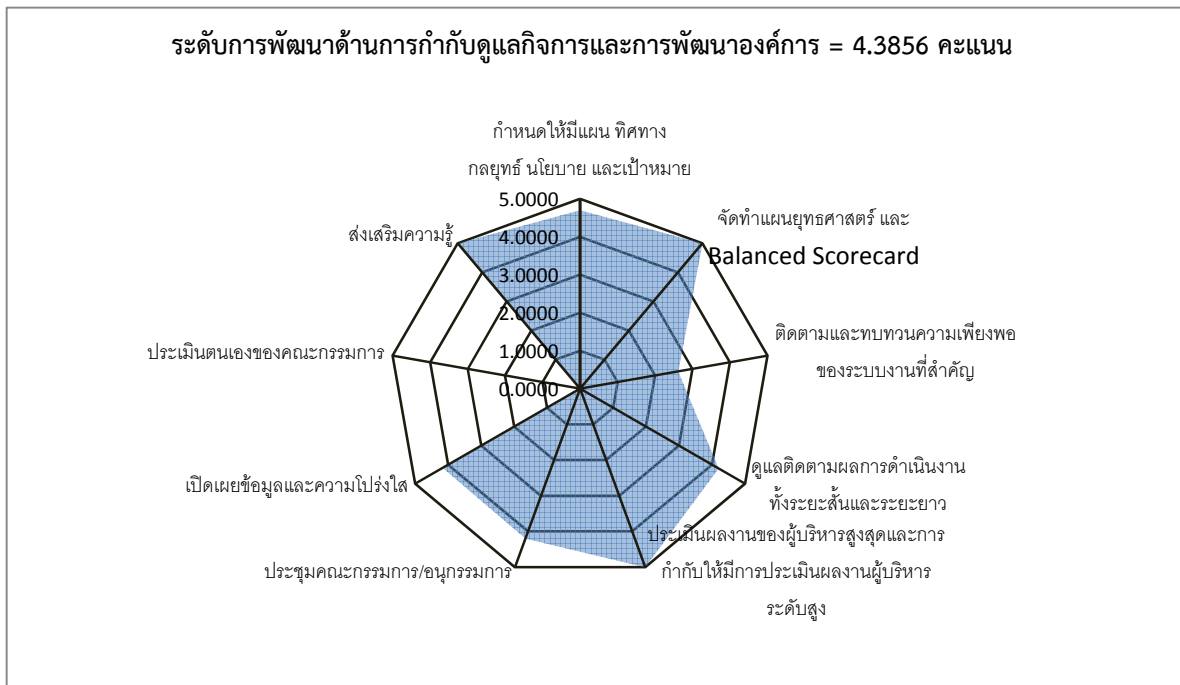 ระดับการพัฒนาด้านการกำกับดูแลกิจการและการพัฒนาองค์การ = 4.3856 คะแนน
กำหนดให้มีแผน ทิศทาง
กลยุทธ์ นโยบาย และเป้าหมาย
จัดทำแผนยุทธศาสตร์ และ
Balanced Scorecard
ติดตามและทบทวนความเพียงพอ
ของระบบงานที่สำคัญ
ดูแลติดตามผลการดำเนินงาน
ทั้งระยะสั้นและระยะยาว
ประเมินผลงานของผู้บริหารสูงสุดและการ
กำกับให้มีการประเมินผลงานผู้บริหาร
ระดับสูง
ประชุมคณะกรรมการ/อนุกรรมการ
เปิดเผยข้อมูลและความโปร่งใส
ประเมินตนเองของคณะกรรมการ
ส่งเสริมความรู้
5.0000
4.0000
3.0000
2.0000
1.0000
0.0000